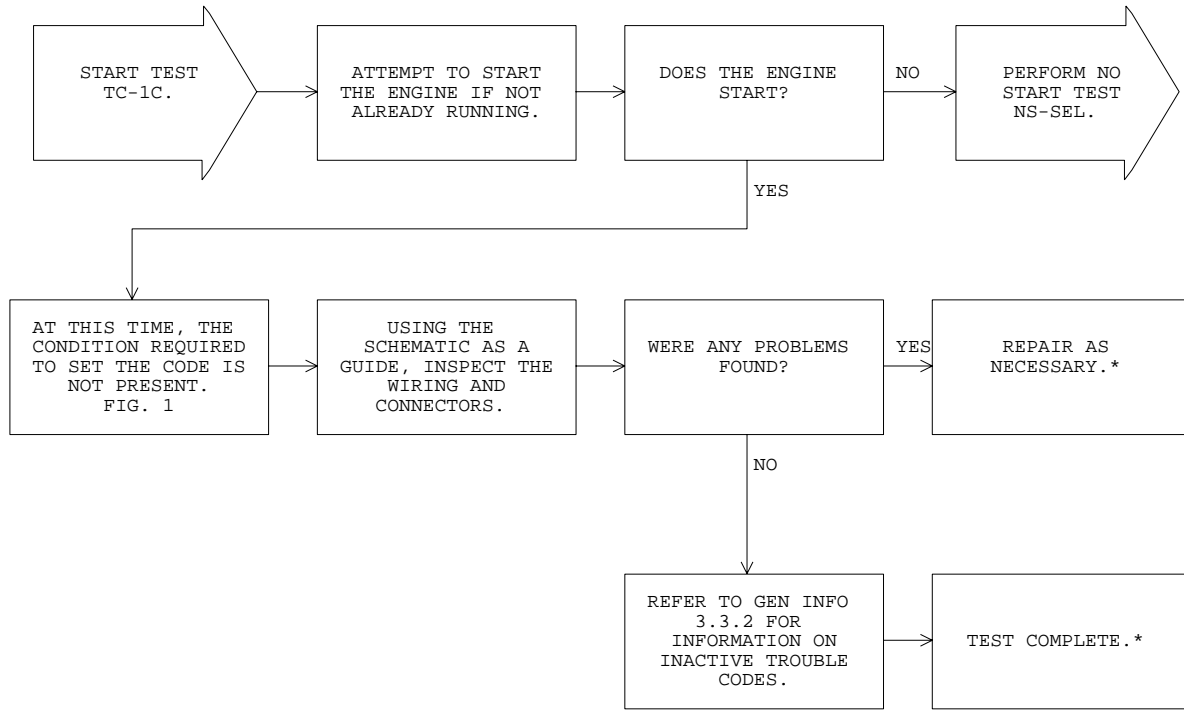 START TEST
TC-1C.
ATTEMPT TO START
THE ENGINE IF NOT
ALREADY RUNNING.
DOES THE ENGINE
START?
NO
PERFORM NO
START TEST
NS-SEL.
YES
AT THIS TIME, THE
CONDITION REQUIRED
TO SET THE CODE IS
NOT PRESENT.
FIG. 1
USING THE
SCHEMATIC AS A
GUIDE, INSPECT THE
WIRING AND
CONNECTORS.
WERE ANY PROBLEMS
FOUND?
YES
REPAIR AS
NECESSARY.*
NO
REFER TO GEN INFO
3.3.2 FOR
INFORMATION ON
INACTIVE TROUBLE
CODES.
TEST COMPLETE.*